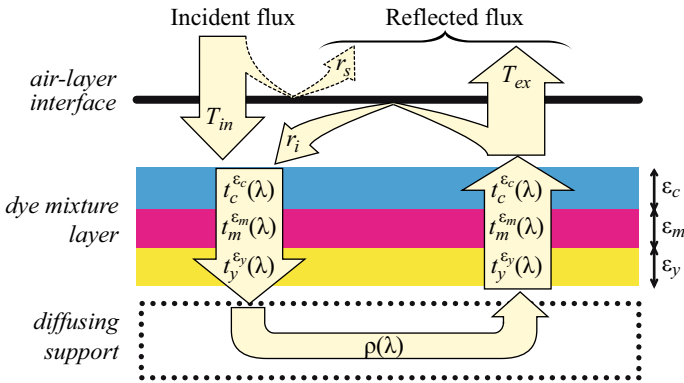 Incident flux
Reflected flux
air-layer
interface
r_s
T_in
T_ex
r_i
dye mixture
layer
t_c^{ε_c}(λ)
t_m^{ε_m}(λ)
t_y^{ε_y}(λ)
t_c^{ε_c}(λ)
t_m^{ε_m}(λ)
t_y^{ε_y}(λ)
ε_c
ε_m
ε_y
diffusing
support
ρ(λ)